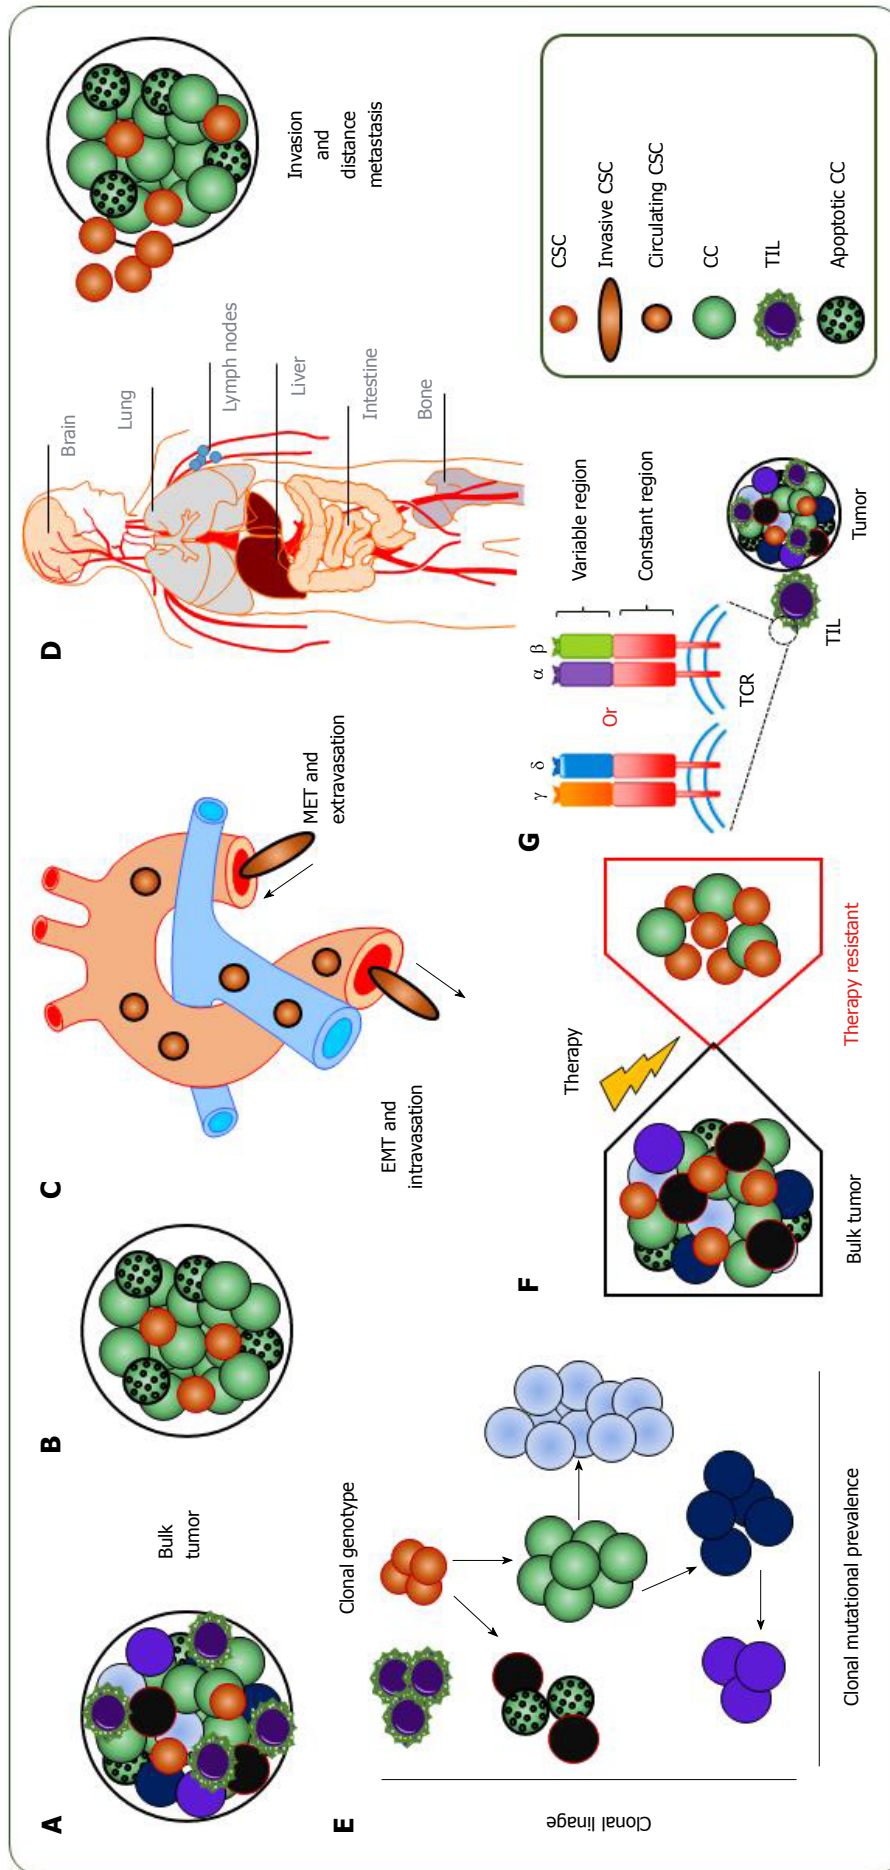 A
Bulk
tumor
B
C
EMT and
intravasation
MET and
extravasation
D
Brain
Lung
Lymph nodes
Liver
Intestine
Bone
Invasion
and
distance
metastasis
E
Clonal genotype
Clonal linage
Clonal mutational prevalence
F
Therapy
Bulk tumor
Therapy resistant
G
γ δ
Or
α β
Variable region
Constant region
TCR
TIL
Tumor
CSC
Invasive CSC
Circulating CSC
CC
TIL
Apoptotic CC